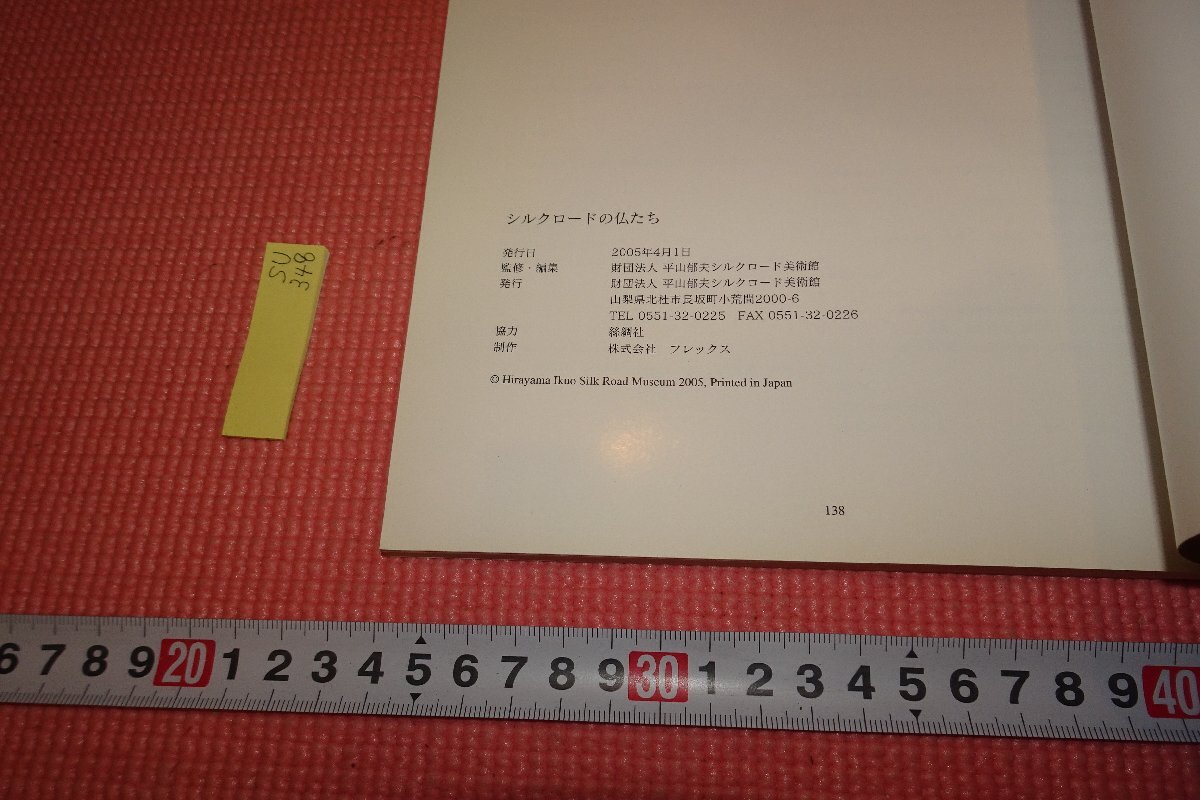 シルクロードの仏たち
発行日 2005年4月1日
監修・編集 財団法人 平山郁夫シルクロード美術館
発行 財団法人 平山郁夫シルクロード美術館
山梨県北杜市長坂町小荒間2000-6
TEL 0551-32-0225 FAX 0551-32-0226
協力 絲綢社
制作 株式会社 フレックス
© Hirayama Ikuo Silk Road Museum 2005, Printed in Japan
138
SU
348
6 7 8 9 20 1 2 3 4 5 6 7 8 9 30 1 2 3 4 5 6 7 8 9 40